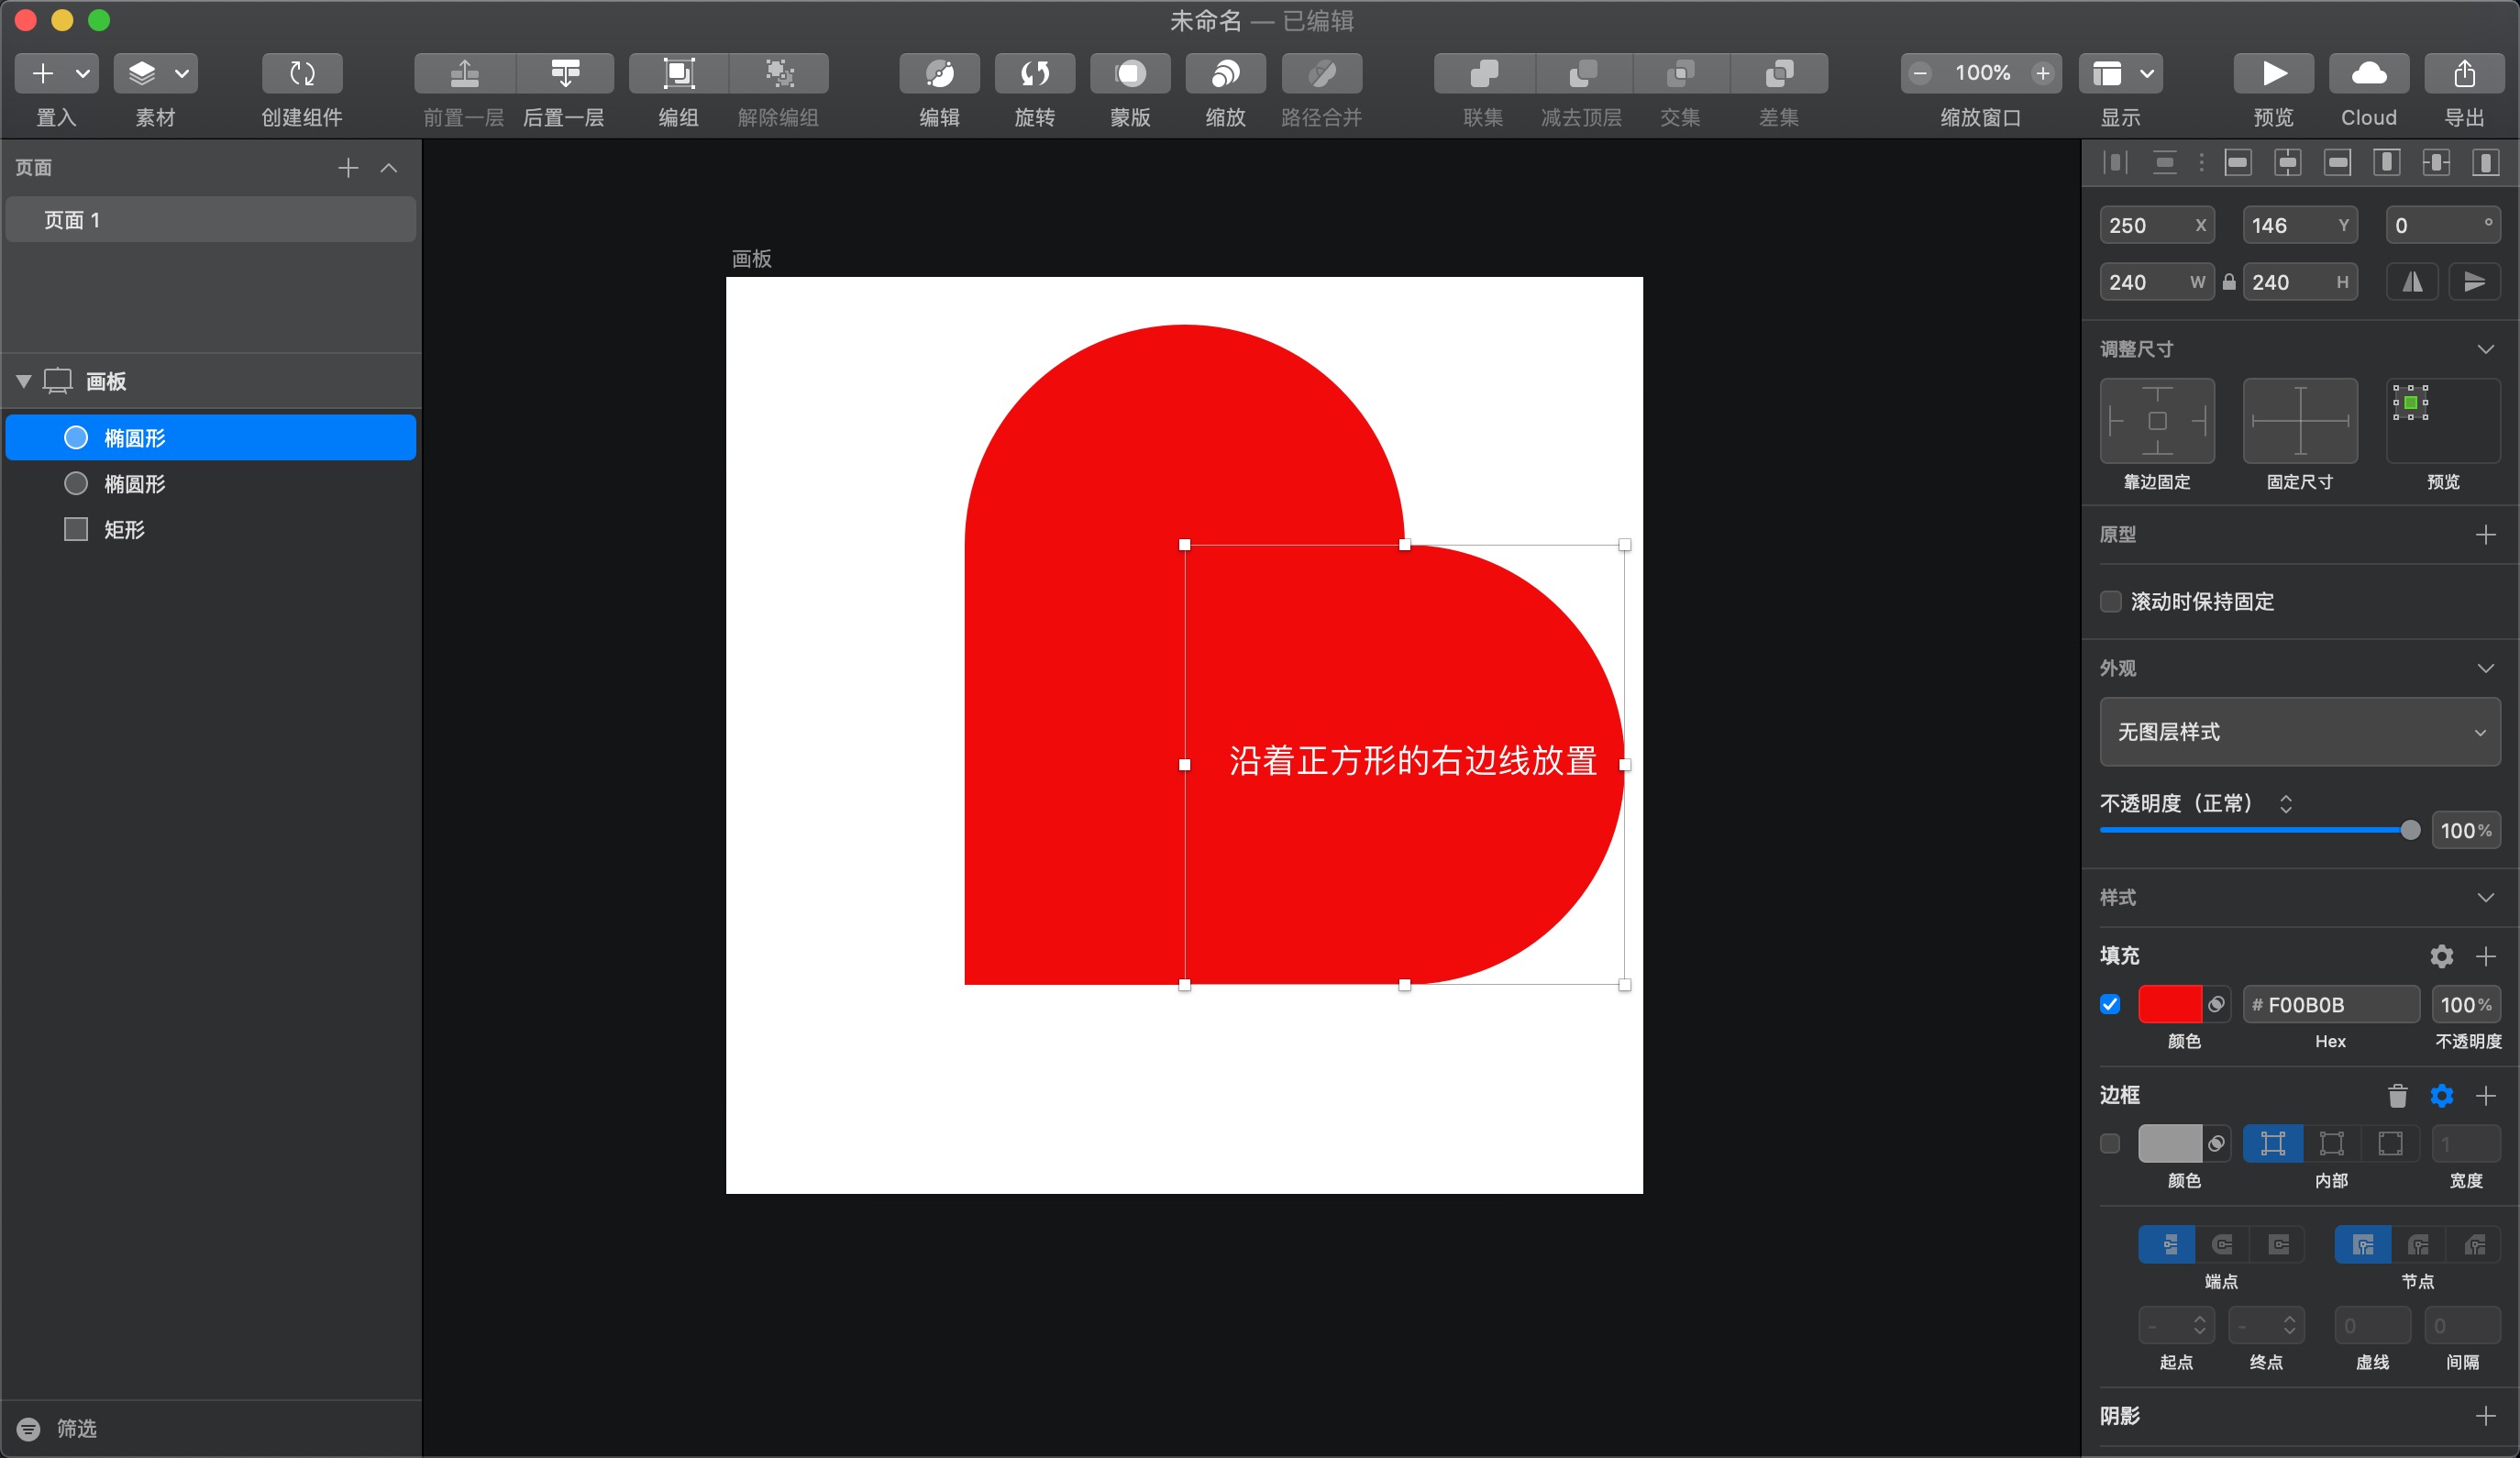 未命名 — 已编辑
100%
置入 素材 创建组件 前置一层 后置一层 编组 解除编组 编辑 旋转 蒙版 缩放 路径合并 联集 减去顶层 交集 差集 缩放窗口 显示 预览 Cloud 导出
页面
页面 1
画板
椭圆形
椭圆形
矩形
筛选
画板
沿着正方形的右边线放置
250 X 146 Y 0 °
240 W 240 H
调整尺寸
靠边固定 固定尺寸 预览
原型
滚动时保持固定
外观
无图层样式
不透明度（正常）
100%
样式
填充
# F00B0B 100%
颜色 Hex 不透明度
边框
1
颜色 内部 宽度
端点 节点
- - 0 0
起点 终点 虚线 间隔
阴影